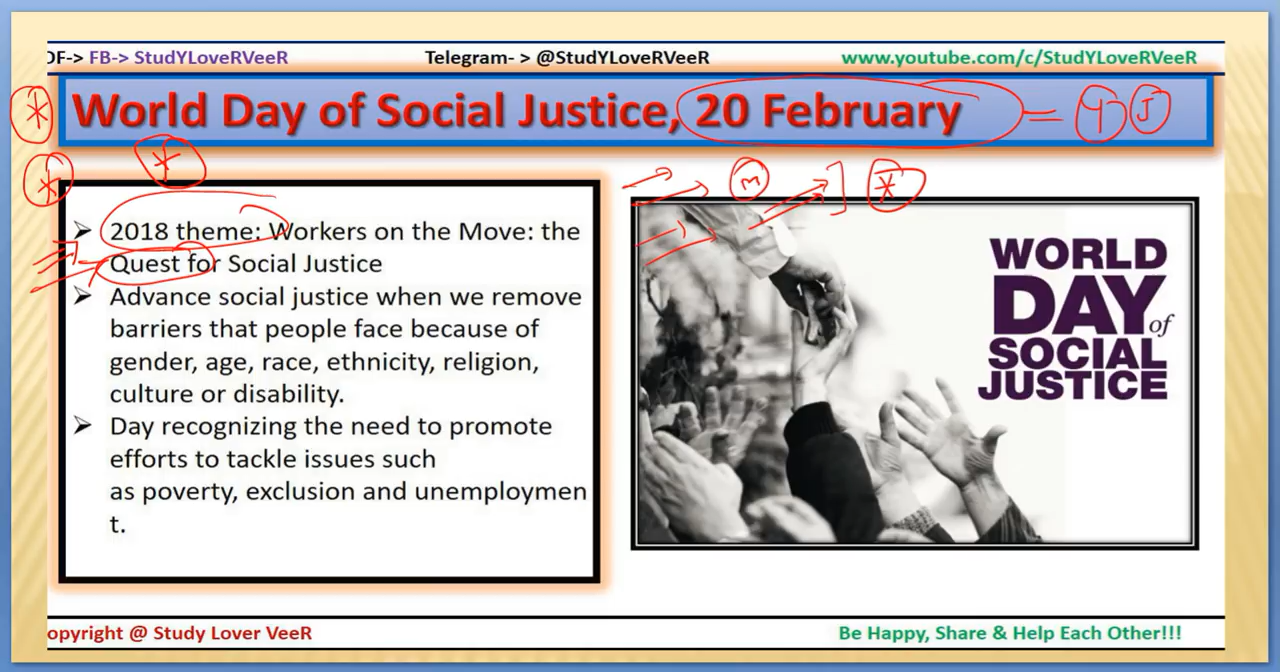 OF-> FB-> StudYLoveRVeeR
Telegram- > @StudYLoveRVeeR
www.youtube.com/c/StudYLoveRVeeR
World Day of Social Justice, 20 February
= J
M
2018 theme: Workers on the Move: the
Quest for Social Justice
Advance social justice when we remove
barriers that people face because of
gender, age, race, ethnicity, religion,
culture or disability.
Day recognizing the need to promote
efforts to tackle issues such
as poverty, exclusion and unemploymen
t.
WORLD
DAY of
SOCIAL
JUSTICE
opyright @ Study Lover VeeR
Be Happy, Share & Help Each Other!!!